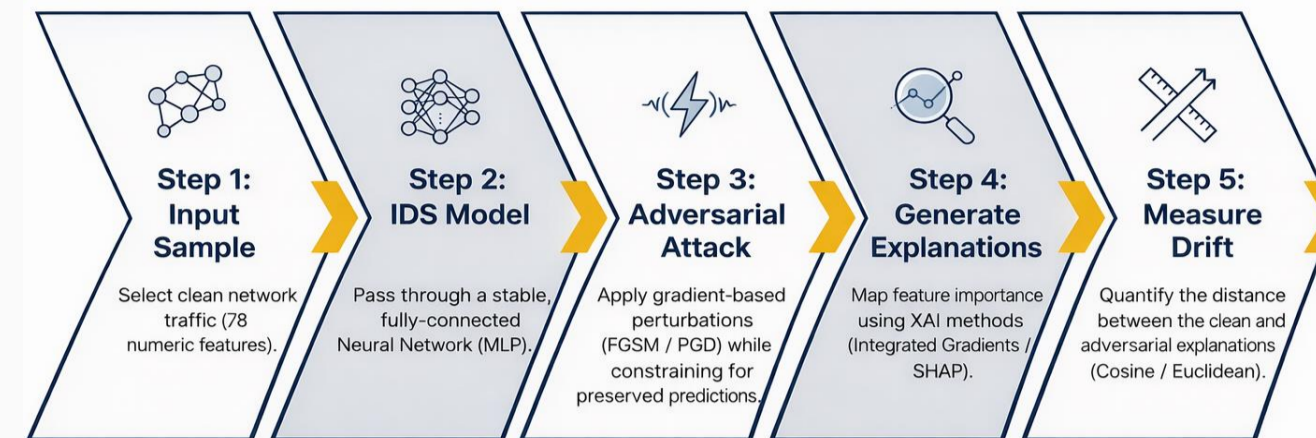 Step 1:
Input
Sample
Select clean network
traffic (78
numeric features).
Step 2:
IDS Model
Pass through a stable,
fully-connected
Neural Network (MLP).
Step 3:
Adversarial
Attack
Apply gradient-based
perturbations
(FGSM / PGD) while
constraining for
preserved predictions.
Step 4:
Generate
Explanations
Map feature importance
using XAI methods
(Integrated Gradients /
SHAP).
Step 5:
Measure
Drift
Quantify the distance
between the clean and
adversarial explanations
(Cosine / Euclidean).